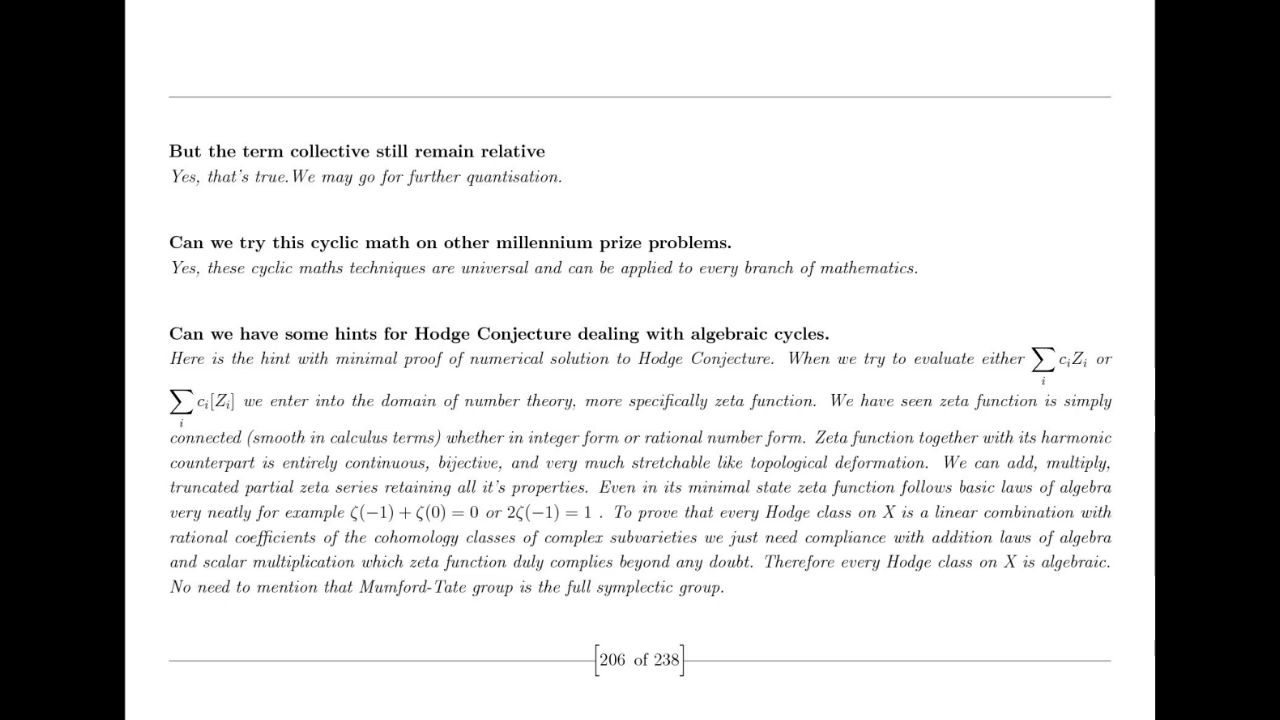 But the term collective still remain relative
Yes, that's true.We may go for further quantisation.
Can we try this cyclic math on other millennium prize problems.
Yes, these cyclic maths techniques are universal and can be applied to every branch of mathematics.
Can we have some hints for Hodge Conjecture dealing with algebraic cycles.
Here is the hint with minimal proof of numerical solution to Hodge Conjecture. When we try to evaluate either ∑_i c_iZ_i or
∑_i c_i[Z_i] we enter into the domain of number theory, more specifically zeta function. We have seen zeta function is simply
connected (smooth in calculus terms) whether in integer form or rational number form. Zeta function together with its harmonic
counterpart is entirely continuous, bijective, and very much stretchable like topological deformation. We can add, multiply,
truncated partial zeta series retaining all it's properties. Even in its minimal state zeta function follows basic laws of algebra
very neatly for example ζ(−1) + ζ(0) = 0 or 2ζ(−1) = 1 . To prove that every Hodge class on X is a linear combination with
rational coefficients of the cohomology classes of complex subvarieties we just need compliance with addition laws of algebra
and scalar multiplication which zeta function duly complies beyond any doubt. Therefore every Hodge class on X is algebraic.
No need to mention that Mumford-Tate group is the full symplectic group.
[206 of 238]